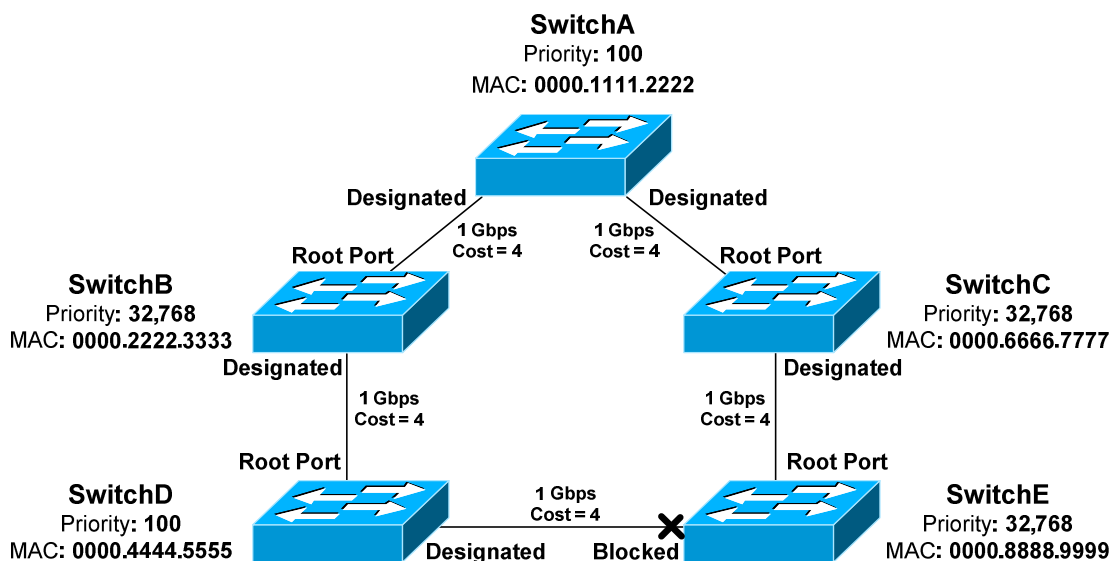 SwitchA
Priority: 100
MAC: 0000.1111.2222
Designated
Designated
1 Gbps
Cost = 4
1 Gbps
Cost = 4
Root Port
Root Port
SwitchB
Priority: 32,768
MAC: 0000.2222.3333
SwitchC
Priority: 32,768
MAC: 0000.6666.7777
Designated
Designated
1 Gbps
Cost = 4
1 Gbps
Cost = 4
Root Port
Root Port
SwitchD
Priority: 100
MAC: 0000.4444.5555
1 Gbps
Cost = 4
SwitchE
Priority: 32,768
MAC: 0000.8888.9999
Designated
Blocked